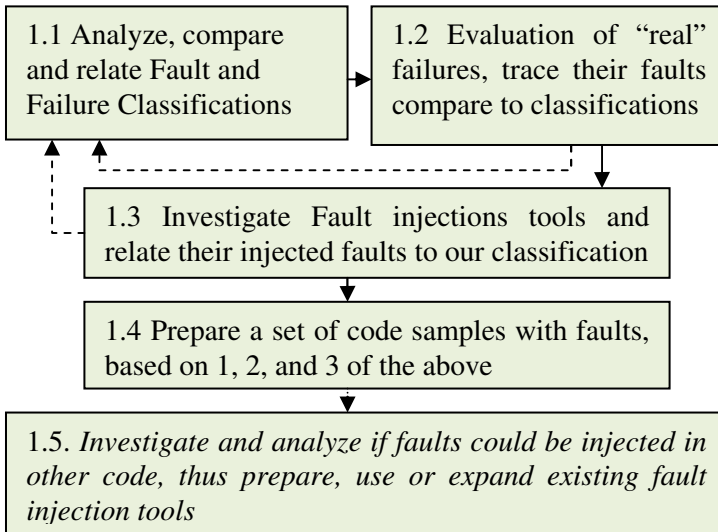 1.1 Analyze, compare
and relate Fault and
Failure Classifications
1.2 Evaluation of “real”
failures, trace their faults
compare to classifications
1.3 Investigate Fault injections tools and
relate their injected faults to our classification
1.4 Prepare a set of code samples with faults,
based on 1, 2, and 3 of the above
1.5. Investigate and analyze if faults could be injected in
other code, thus prepare, use or expand existing fault
injection tools